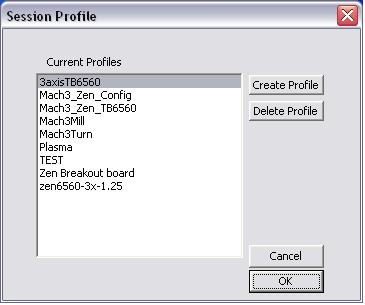 Session Profile
Current Profiles
3axisTB6560
Mach3_Zen_Config
Mach3_Zen_TB6560
Mach3Mill
Mach3Turn
Plasma
TEST
Zen Breakout board
zen6560-3x-1.25
Create Profile
Delete Profile
Cancel
OK